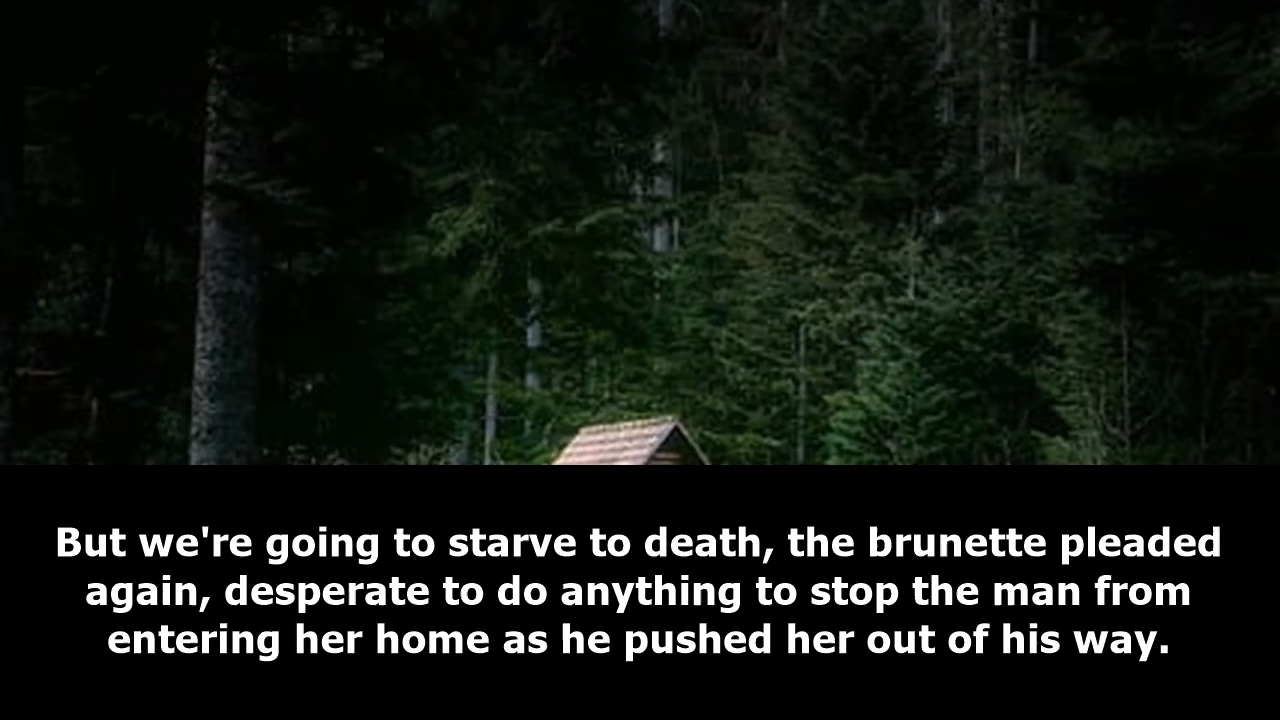 But we're going to starve to death, the brunette pleaded
again, desperate to do anything to stop the man from
entering her home as he pushed her out of his way.